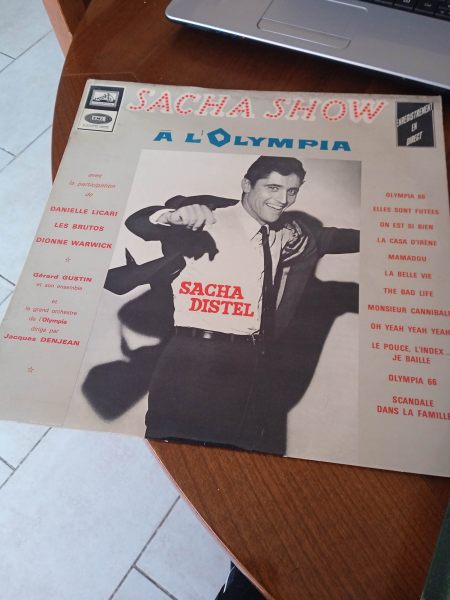 SACHA SHOW
À L'OLYMPIA
EMI
ENREGISTREMENT
EN
DIRECT
avec
la participation
de
DANIELLE LICARI
LES BRUTOS
DIONNE WARWICK
Gérard GUSTIN
et son ensemble
et
le grand orchestre
de l'Olympia
dirigé par
Jacques DENJEAN
SACHA
DISTEL
OLYMPIA 66
ELLES SONT FUTÉES
ON EST SI BIEN
LA CASA D'IRÈNE
MAMADOU
LA BELLE VIE
THE BAD LIFE
MONSIEUR CANNIBALE
OH YEAH YEAH YEAH
LE POUCE, L'INDEX...
JE BAILLE
OLYMPIA 66
SCANDALE
DANS LA FAMILLE